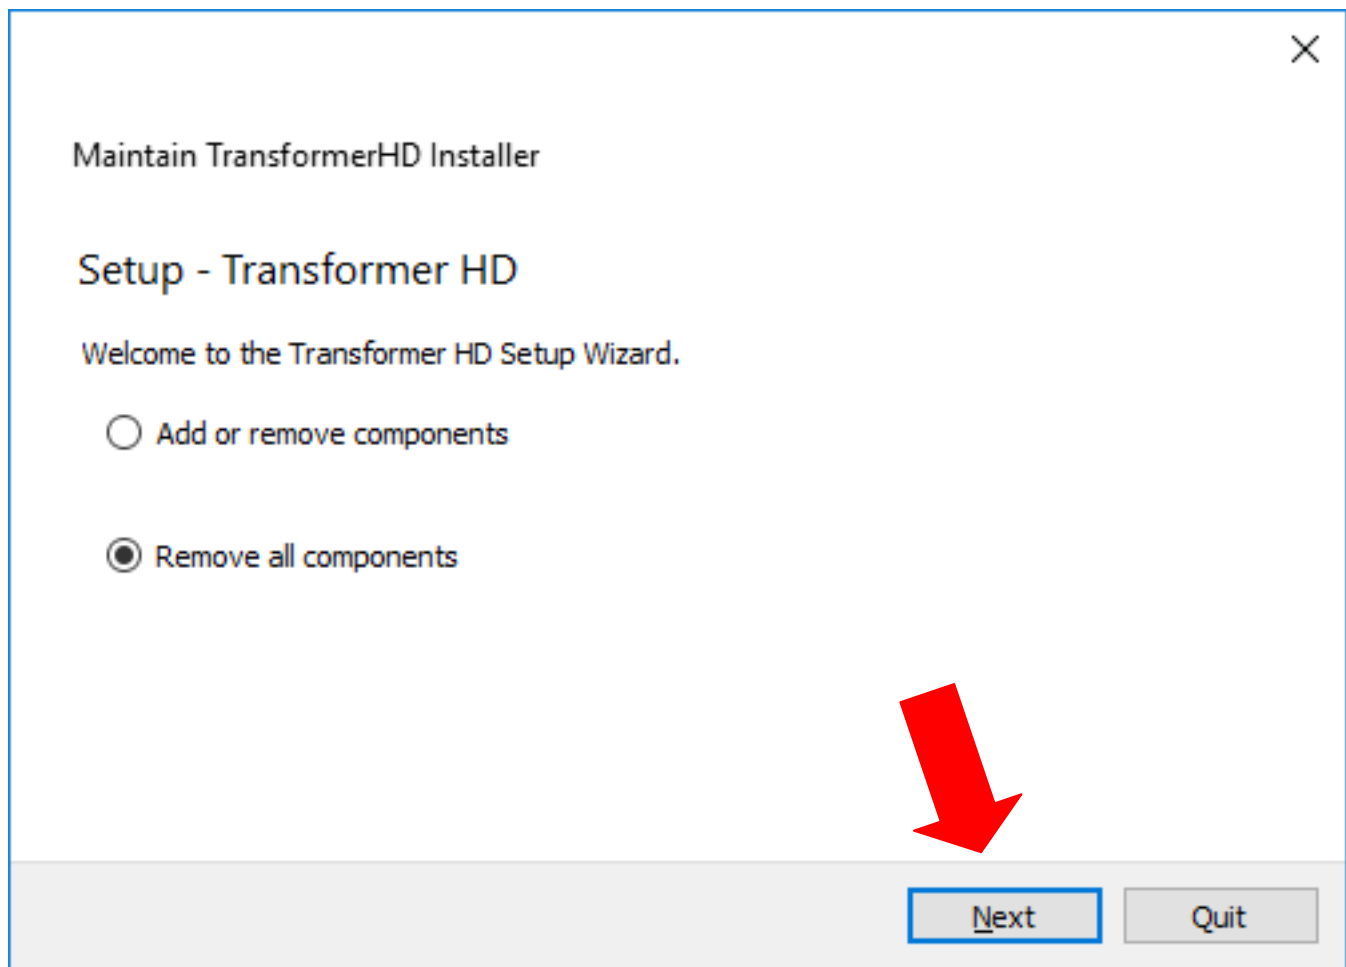 Maintain TransformerHD Installer
Setup - Transformer HD
Welcome to the Transformer HD Setup Wizard.
Add or remove components
Remove all components
Next
Quit